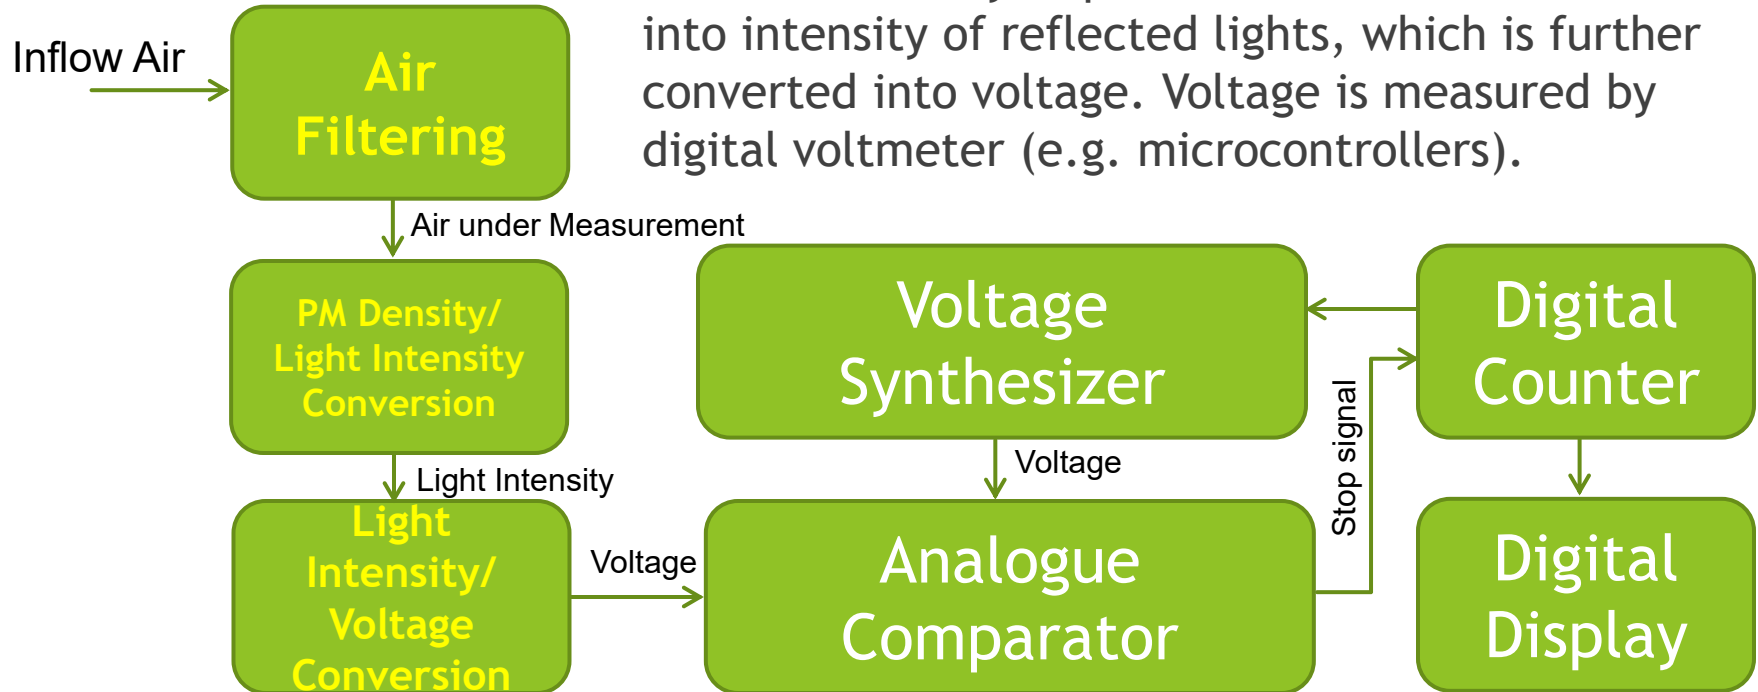 into intensity of reflected lights, which is further
converted into voltage. Voltage is measured by
digital voltmeter (e.g. microcontrollers).
Inflow Air
Air
Filtering
Air under Measurement
PM Density/
Light Intensity
Conversion
Light Intensity
Light
Intensity/
Voltage
Conversion
Voltage
Voltage
Synthesizer
Voltage
Analogue
Comparator
Stop signal
Digital
Counter
Digital
Display